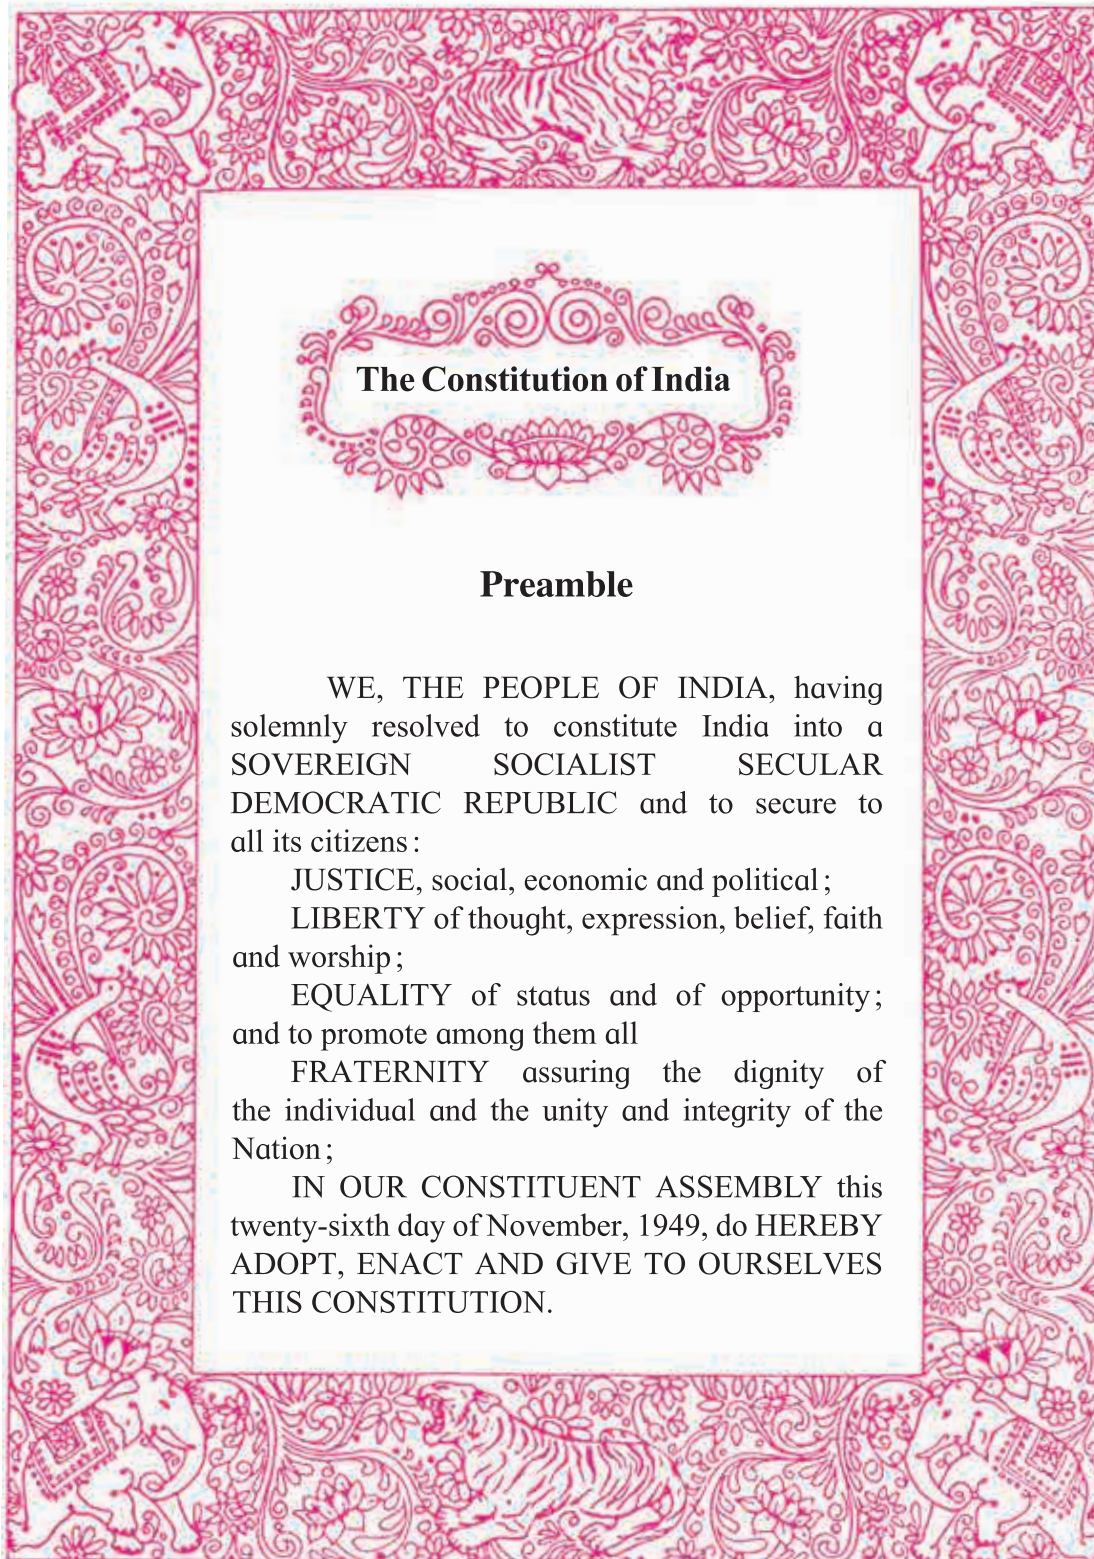 The Constitution of India
Preamble
WE, THE PEOPLE OF INDIA, having
solemnly resolved to constitute India into a
SOVEREIGN SOCIALIST SECULAR
DEMOCRATIC REPUBLIC and to secure to
all its citizens :
JUSTICE, social, economic and political ;
LIBERTY of thought, expression, belief, faith
and worship ;
EQUALITY of status and of opportunity ;
and to promote among them all
FRATERNITY assuring the dignity of
the individual and the unity and integrity of the
Nation ;
IN OUR CONSTITUENT ASSEMBLY this
twenty-sixth day of November, 1949, do HEREBY
ADOPT, ENACT AND GIVE TO OURSELVES
THIS CONSTITUTION.